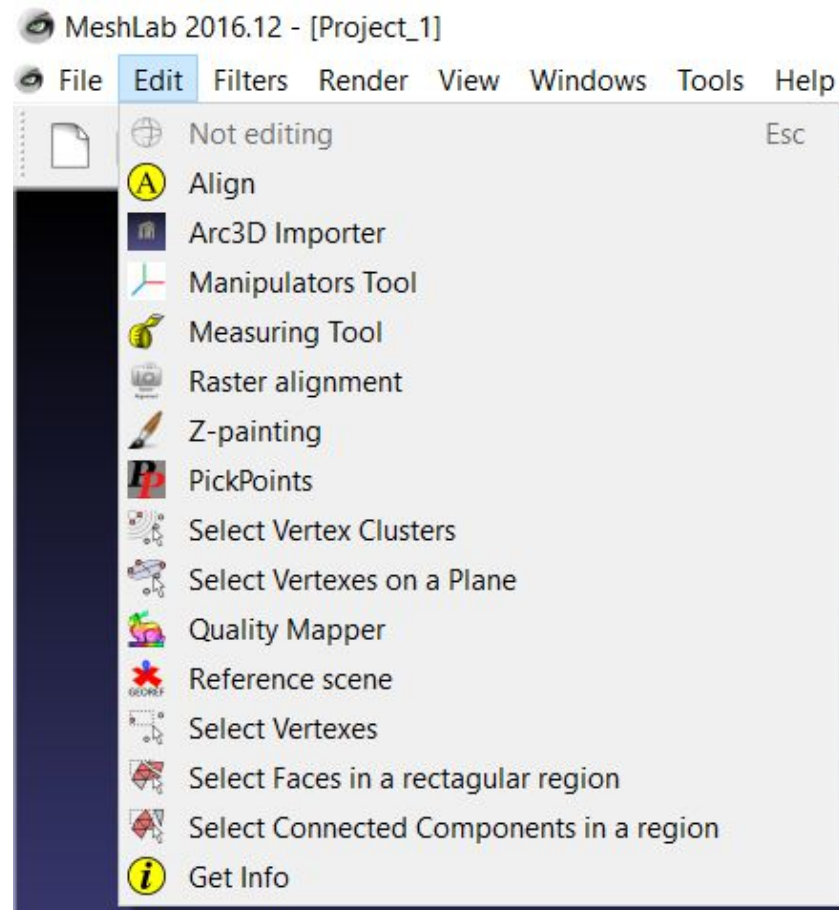 MeshLab 2016.12 - [Project_1]
File Edit Filters Render View Windows Tools Help
Not editing Esc
A Align
Arc3D Importer
Manipulators Tool
Measuring Tool
Raster alignment
Z-painting
PP PickPoints
Select Vertex Clusters
Select Vertexes on a Plane
Quality Mapper
GEOREF Reference scene
Select Vertexes
Select Faces in a rectagular region
Select Connected Components in a region
i Get Info